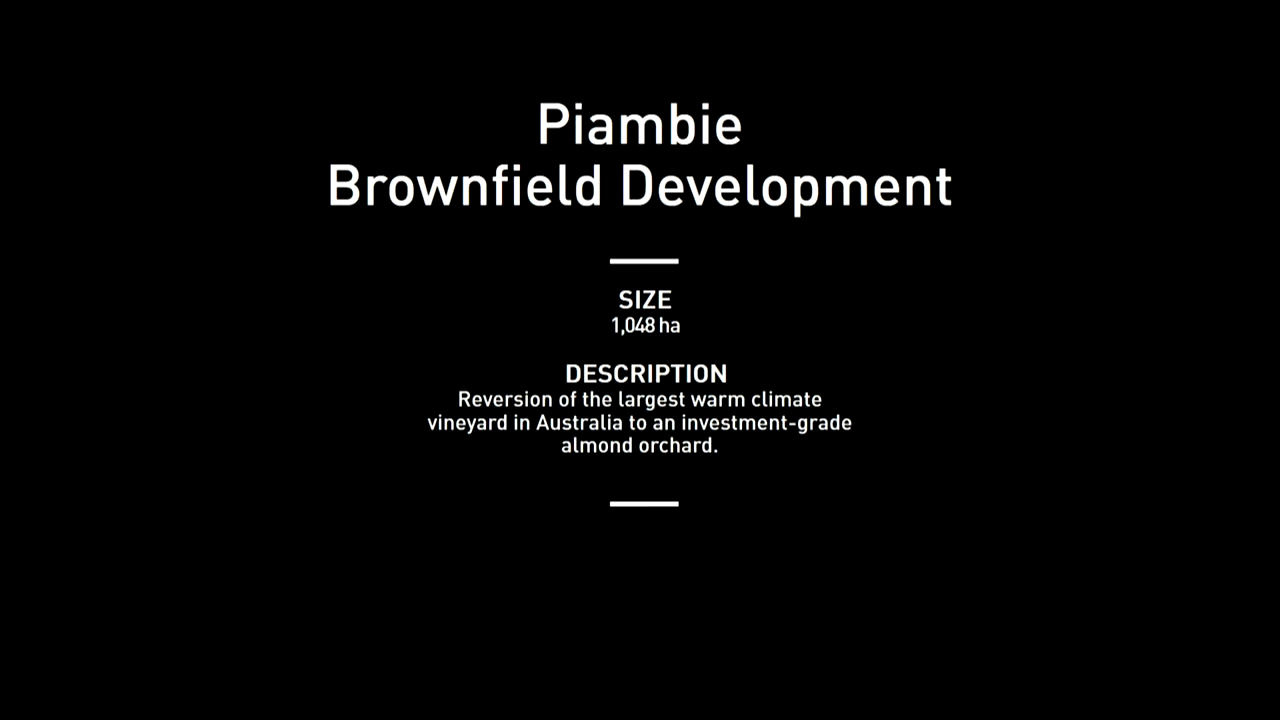 Piambie
Brownfield Development
SIZE
1,048 ha
DESCRIPTION
Reversion of the largest warm climate
vineyard in Australia to an investment-grade
almond orchard.